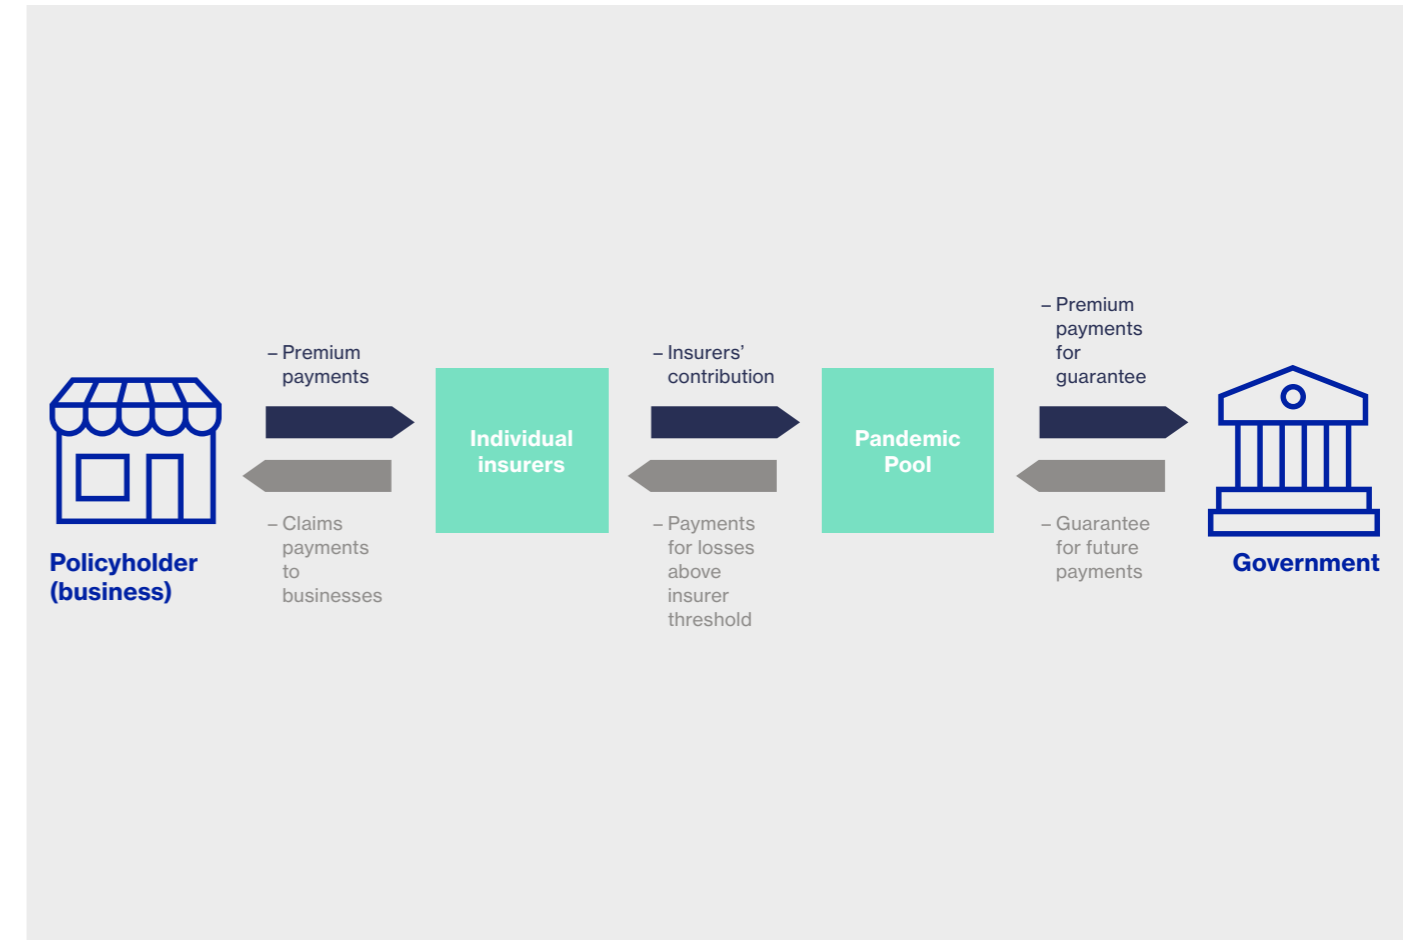 – Premium
payments
– Claims
payments
to
businesses
Policyholder
(business)
Individual
insurers
– Insurers’
contribution
– Payments
for losses
above
insurer
threshold
Pandemic
Pool
– Premium
payments
for
guarantee
– Guarantee
for future
payments
Government